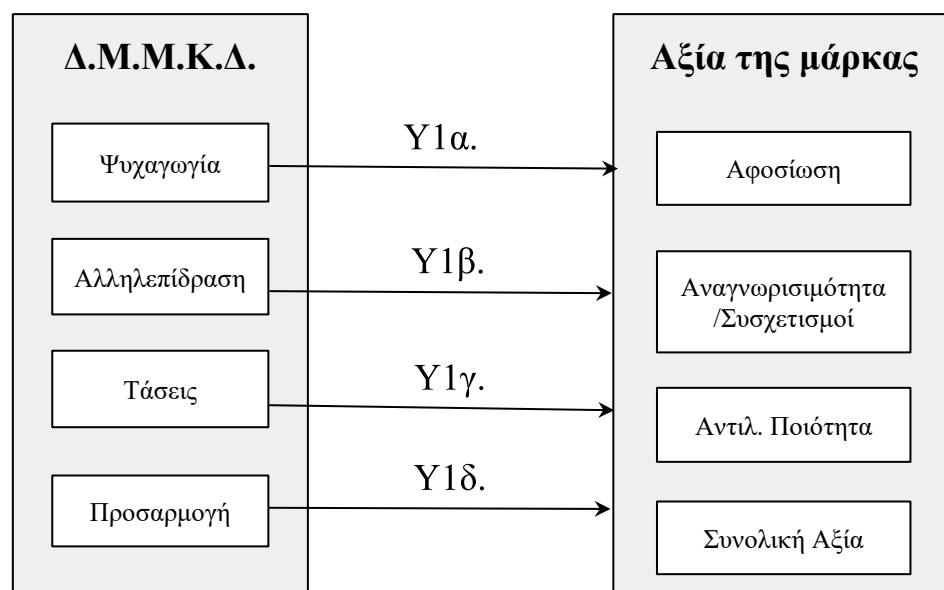 Δ.Μ.Μ.Κ.Δ.
Ψυχαγωγία
Αλληλεπίδραση
Τάσεις
Προσαρμογή
Υ1α.
Υ1β.
Υ1γ.
Υ1δ.
Αξία της μάρκας
Αφοσίωση
Αναγνωρισιμότητα
/Συσχετισμοί
Αντιλ. Ποιότητα
Συνολική Αξία